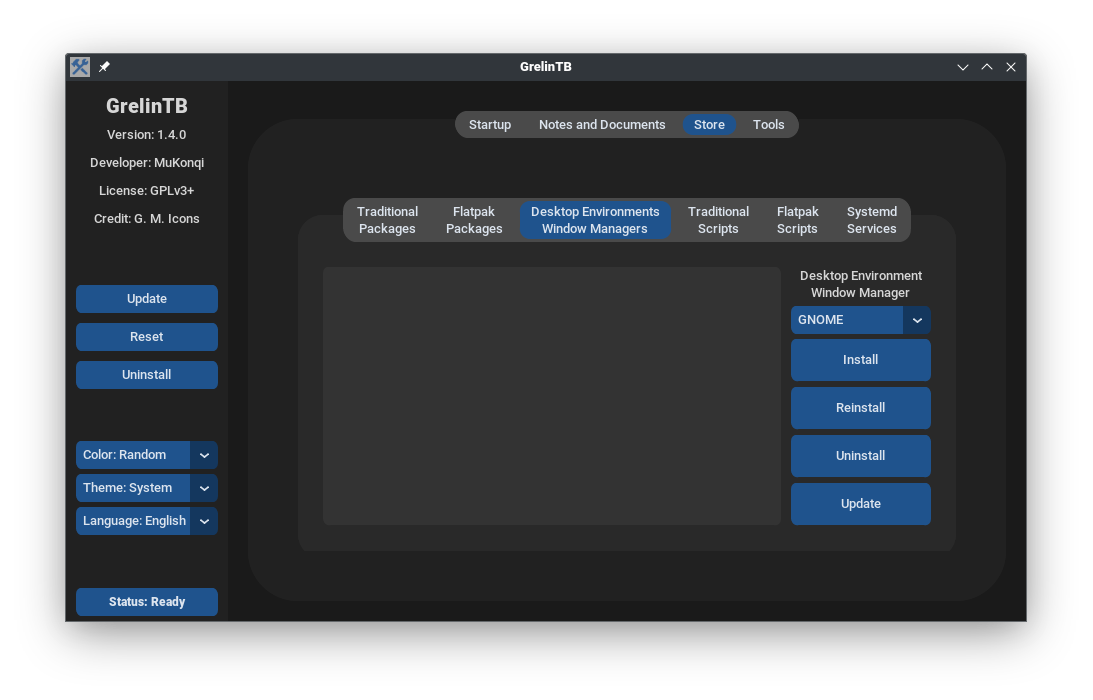 GrelinTB
GrelinTB
Version: 1.4.0
Developer: MuKonqi
License: GPLv3+
Credit: G. M. Icons
Update
Reset
Uninstall
Color: Random
Theme: System
Language: English
Status: Ready
Startup
Notes and Documents
Store
Tools
Traditional
Packages
Flatpak
Packages
Desktop Environments
Window Managers
Traditional
Scripts
Flatpak
Scripts
Systemd
Services
Desktop Environment
Window Manager
GNOME
Install
Reinstall
Uninstall
Update